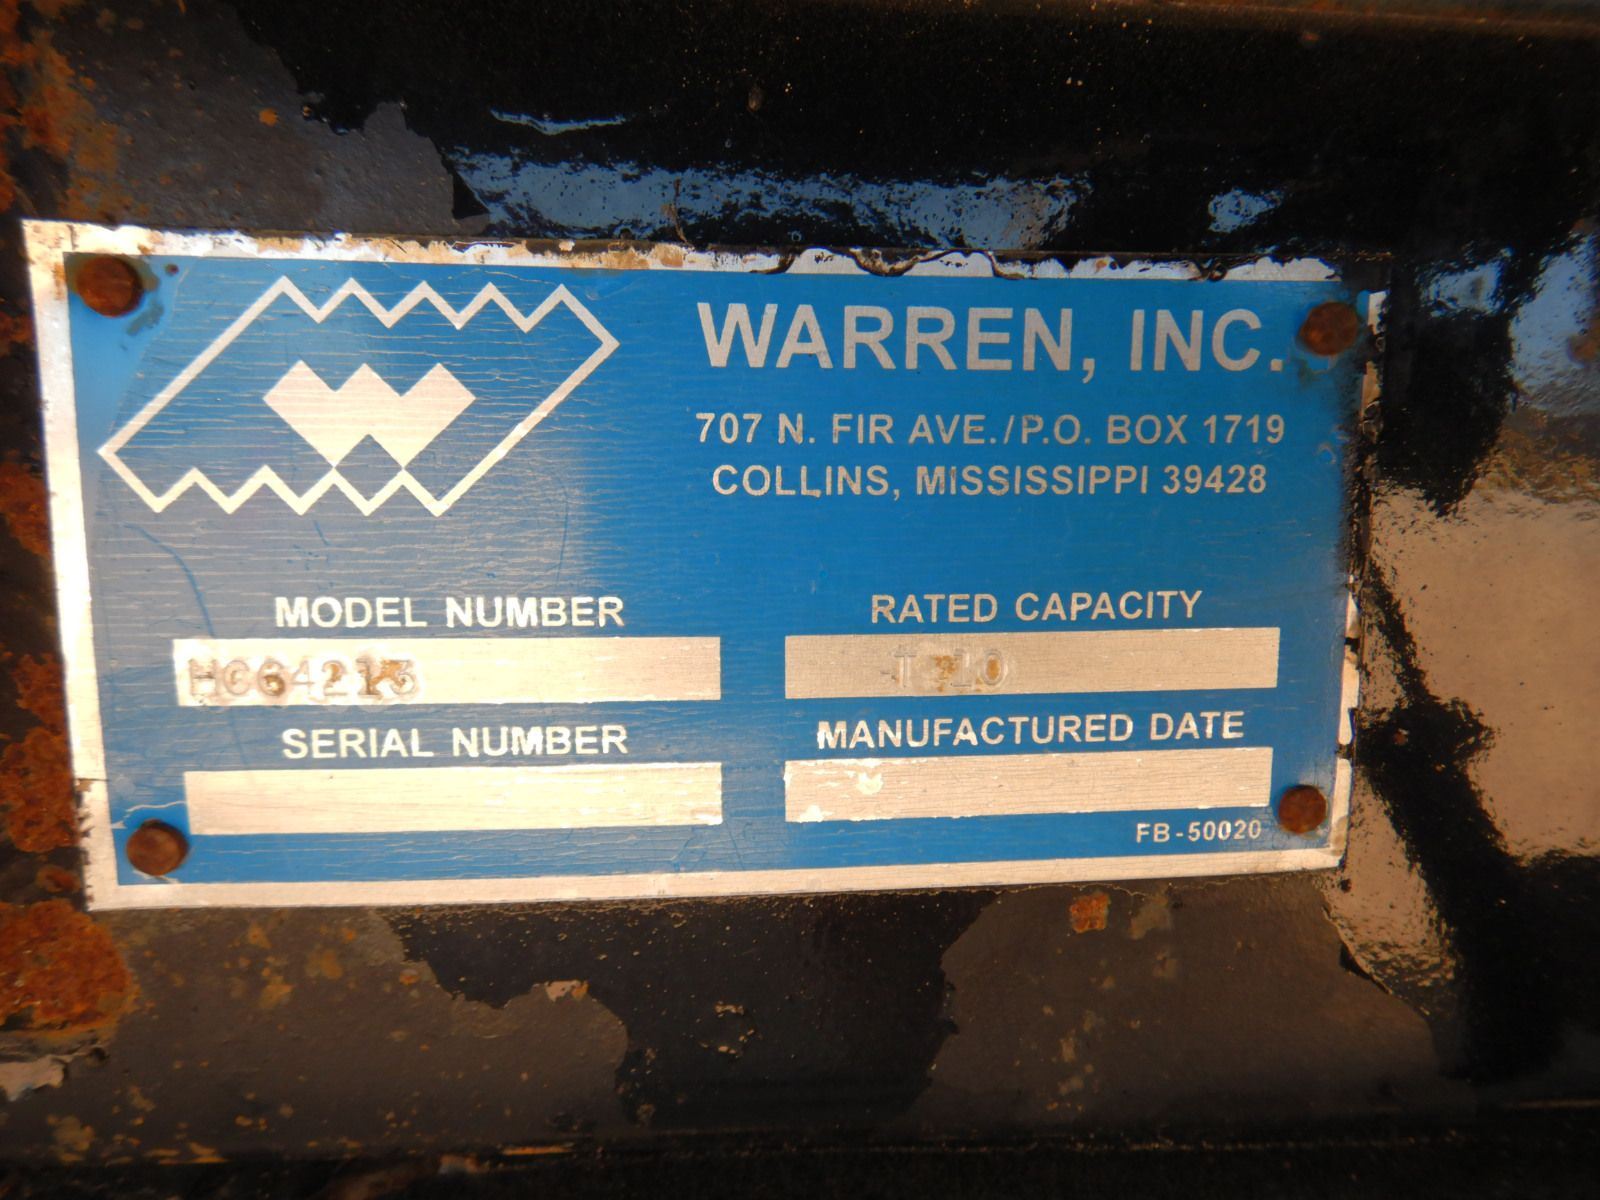 WARREN, INC.
707 N. FIR AVE./P.O. BOX 1719
COLLINS, MISSISSIPPI 39428
MODEL NUMBER
RATED CAPACITY
SERIAL NUMBER
MANUFACTURED DATE
FB-50020